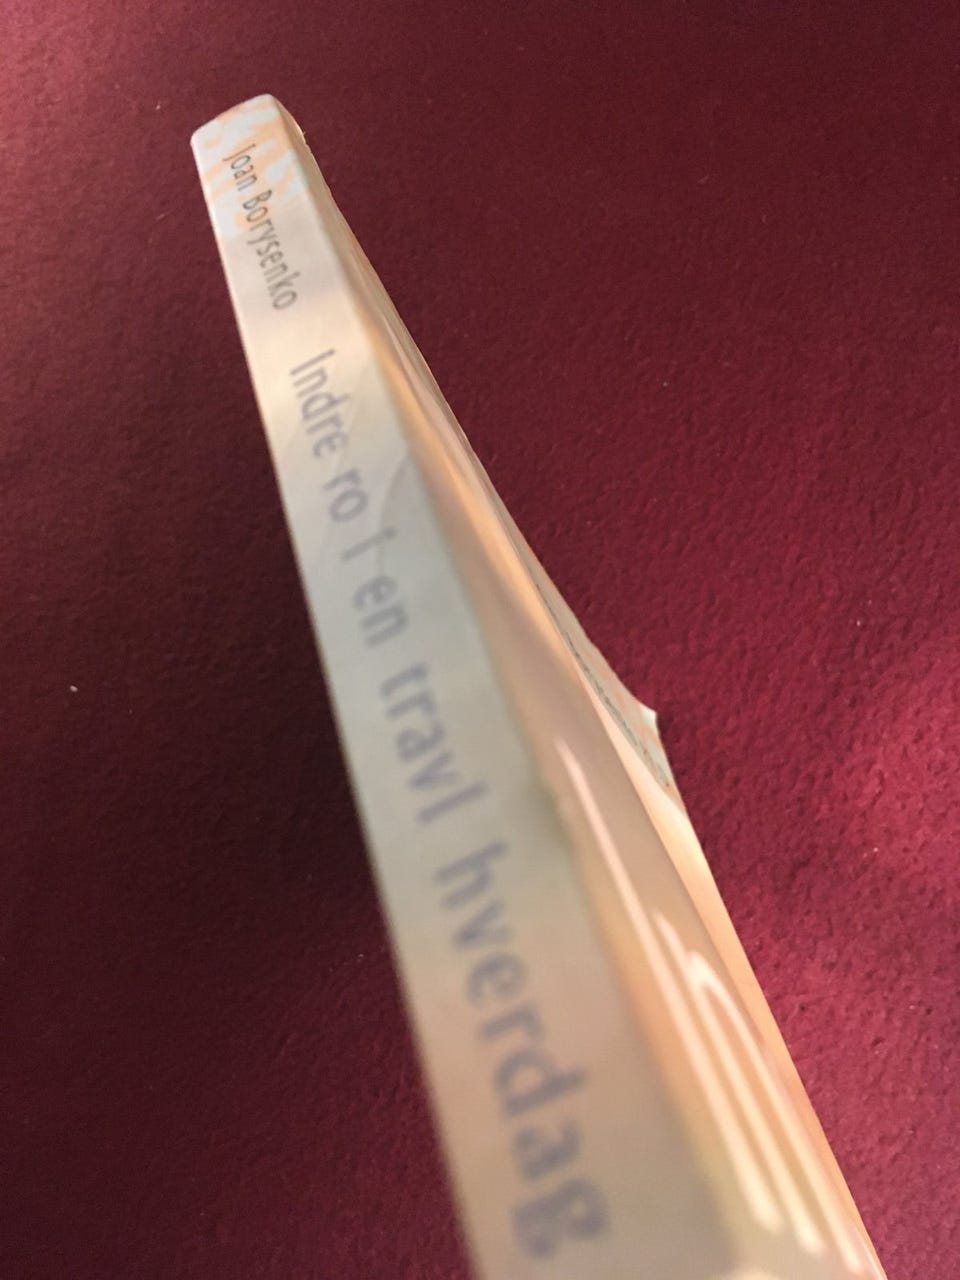 Joan Borysenko Indre ro i en travl hverdag